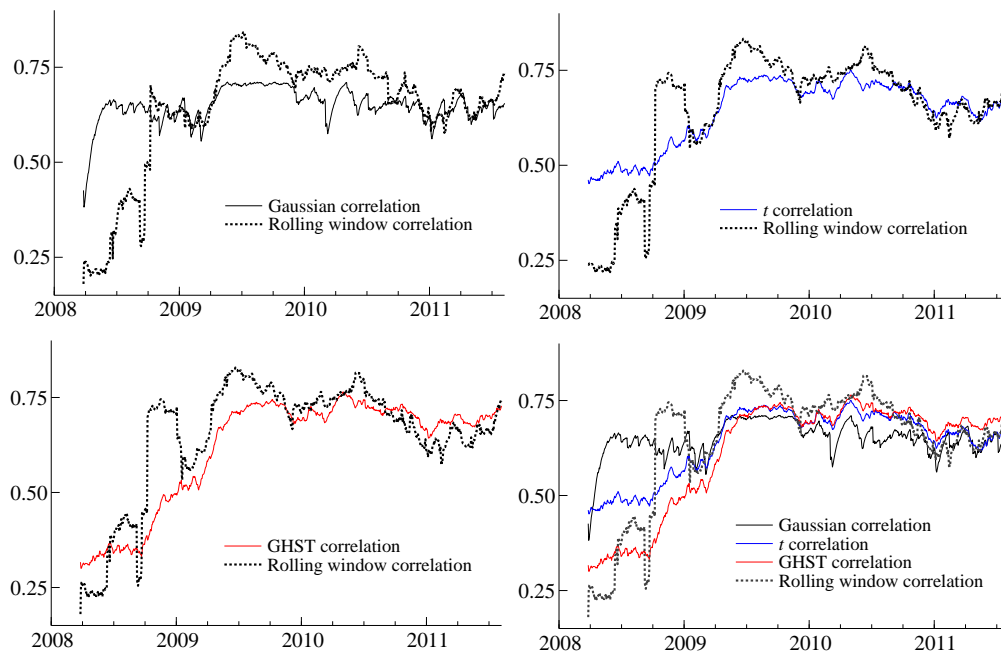 0.75
0.50
0.25
2008 2009 2010 2011
Gaussian correlation
Rolling window correlation
0.75
0.50
0.25
2008 2009 2010 2011
t correlation
Rolling window correlation
0.75
0.50
0.25
2008 2009 2010 2011
GHST correlation
Rolling window correlation
0.75
0.50
0.25
2008 2009 2010 2011
Gaussian correlation
t correlation
GHST correlation
Rolling window correlation